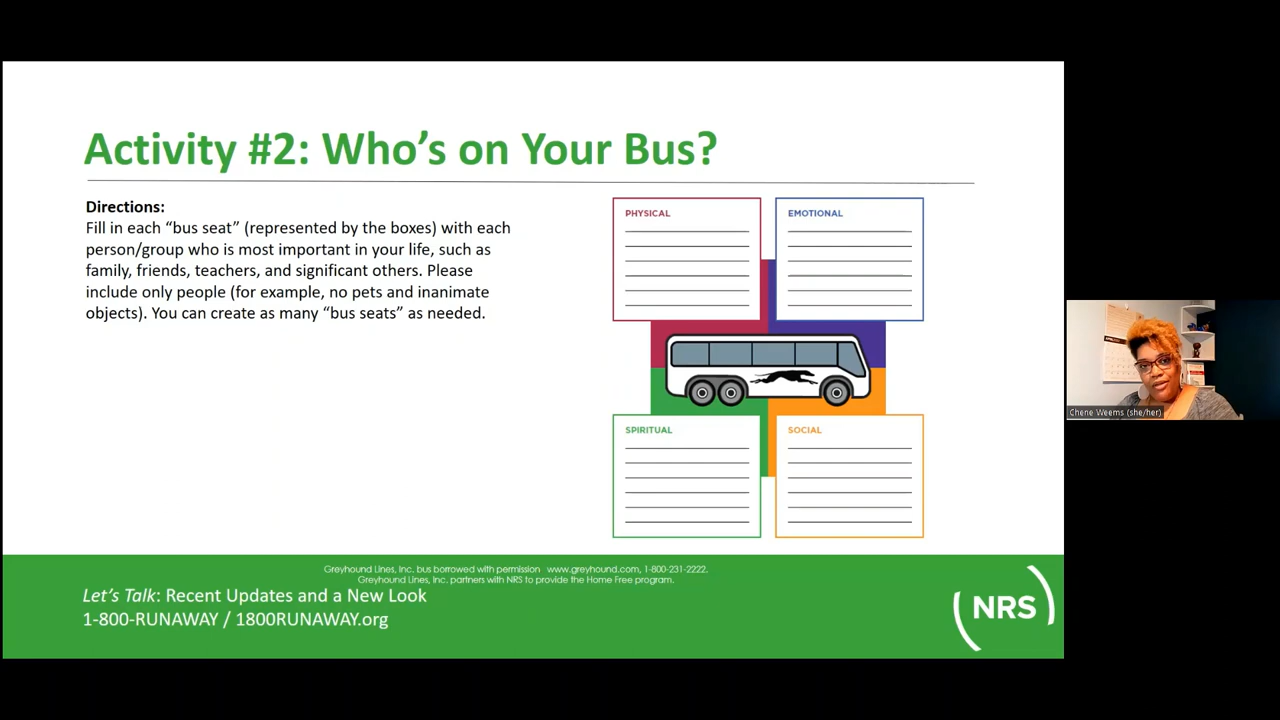 Activity #2: Who's on Your Bus?
Directions:
Fill in each “bus seat” (represented by the boxes) with each
person/group who is most important in your life, such as
family, friends, teachers, and significant others. Please
include only people (for example, no pets and inanimate
objects). You can create as many “bus seats” as needed.
PHYSICAL
EMOTIONAL
SPIRITUAL
SOCIAL
Greyhound Lines, Inc. bus borrowed with permission www.greyhound.com, 1-800-231-2222.
Greyhound Lines, Inc. partners with NRS to provide the Home Free program.
Let's Talk: Recent Updates and a New Look
1-800-RUNAWAY / 1800RUNAWAY.org
NRS
Chene Weems (she/her)